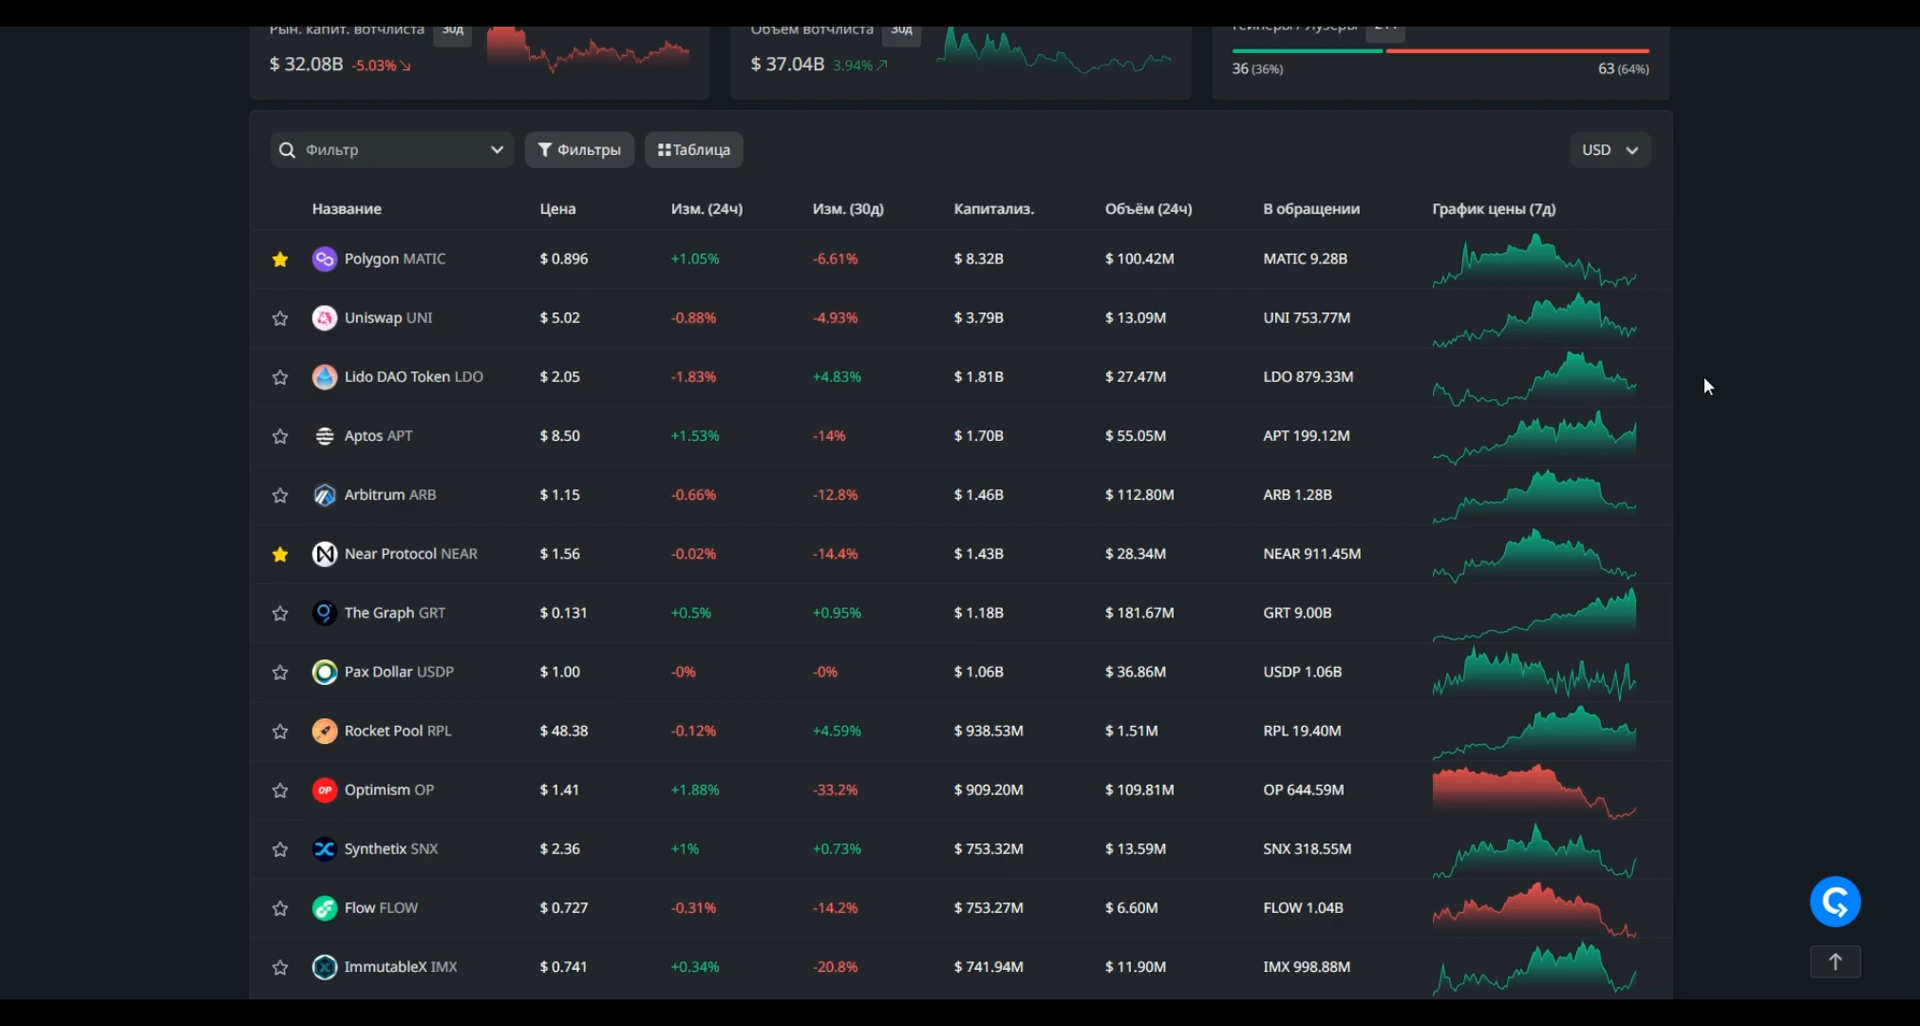 Рын. капит. вотчлиста 30д
$ 32.08B -5.03%
Объём вотчлиста 30д
$ 37.04B 3.94%
36 (36%) 63 (64%)
Фильтр Фильтры Таблица USD
Название Цена Изм. (24ч) Изм. (30д) Капитализ. Объём (24ч) В обращении График цены (7д)
Polygon MATIC $ 0.896 +1.05% -6.61% $ 8.32B $ 100.42M MATIC 9.28B
Uniswap UNI $ 5.02 -0.88% -4.93% $ 3.79B $ 13.09M UNI 753.77M
Lido DAO Token LDO $ 2.05 -1.83% +4.83% $ 1.81B $ 27.47M LDO 879.33M
Aptos APT $ 8.50 +1.53% -14% $ 1.70B $ 55.05M APT 199.12M
Arbitrum ARB $ 1.15 -0.66% -12.8% $ 1.46B $ 112.80M ARB 1.28B
Near Protocol NEAR $ 1.56 -0.02% -14.4% $ 1.43B $ 28.34M NEAR 911.45M
The Graph GRT $ 0.131 +0.5% +0.95% $ 1.18B $ 181.67M GRT 9.00B
Pax Dollar USDP $ 1.00 -0% -0% $ 1.06B $ 36.86M USDP 1.06B
Rocket Pool RPL $ 48.38 -0.12% +4.59% $ 938.53M $ 1.51M RPL 19.40M
OP Optimism OP $ 1.41 +1.88% -33.2% $ 909.20M $ 109.81M OP 644.59M
Synthetix SNX $ 2.36 +1% +0.73% $ 753.32M $ 13.59M SNX 318.55M
Flow FLOW $ 0.727 -0.31% -14.2% $ 753.27M $ 6.60M FLOW 1.04B
ImmutableX IMX $ 0.741 +0.34% -20.8% $ 741.94M $ 11.90M IMX 998.88M